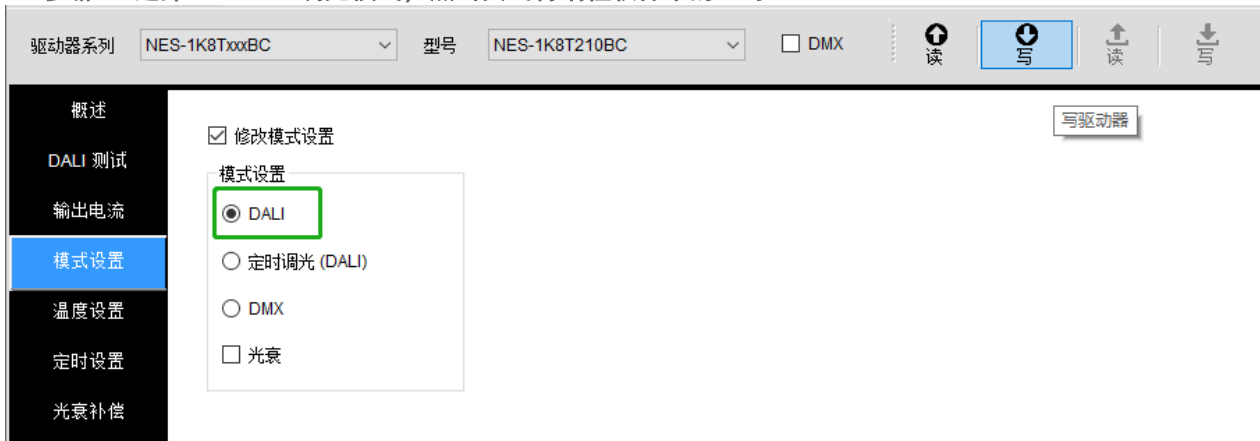 驱动器系列 NES-1K8TxxxBC 型号 NES-1K8T210BC DMX 读 写 读 写
写驱动器
概述
修改模式设置
DALI 测试
模式设置
输出电流
DALI
模式设置
定时调光 (DALI)
温度设置
DMX
定时设置
光衰
光衰补偿